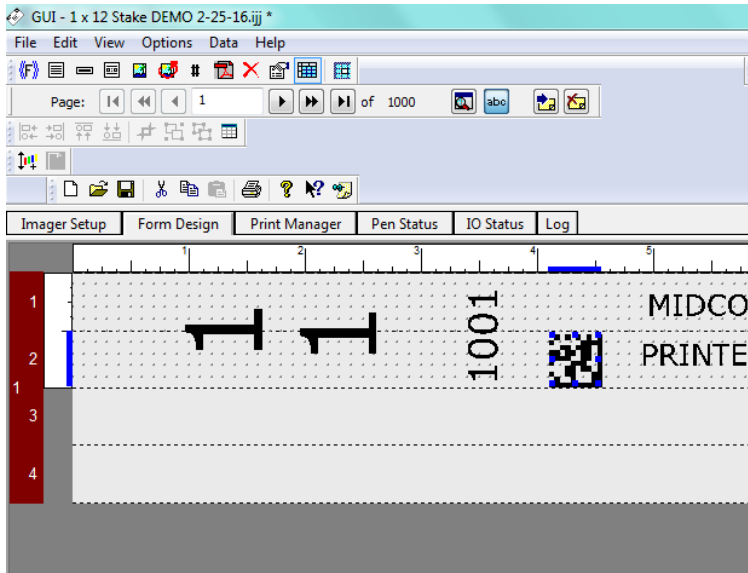 GUI - 1 x 12 Stake DEMO 2-25-16.ijj *
File Edit View Options Data Help
Page: 1 of 1000 abc
Imager Setup Form Design Print Manager Pen Status IO Status Log
1 2 3 4 5
1
2
1
3
4
1 1 1001 MIDCO
PRINTE